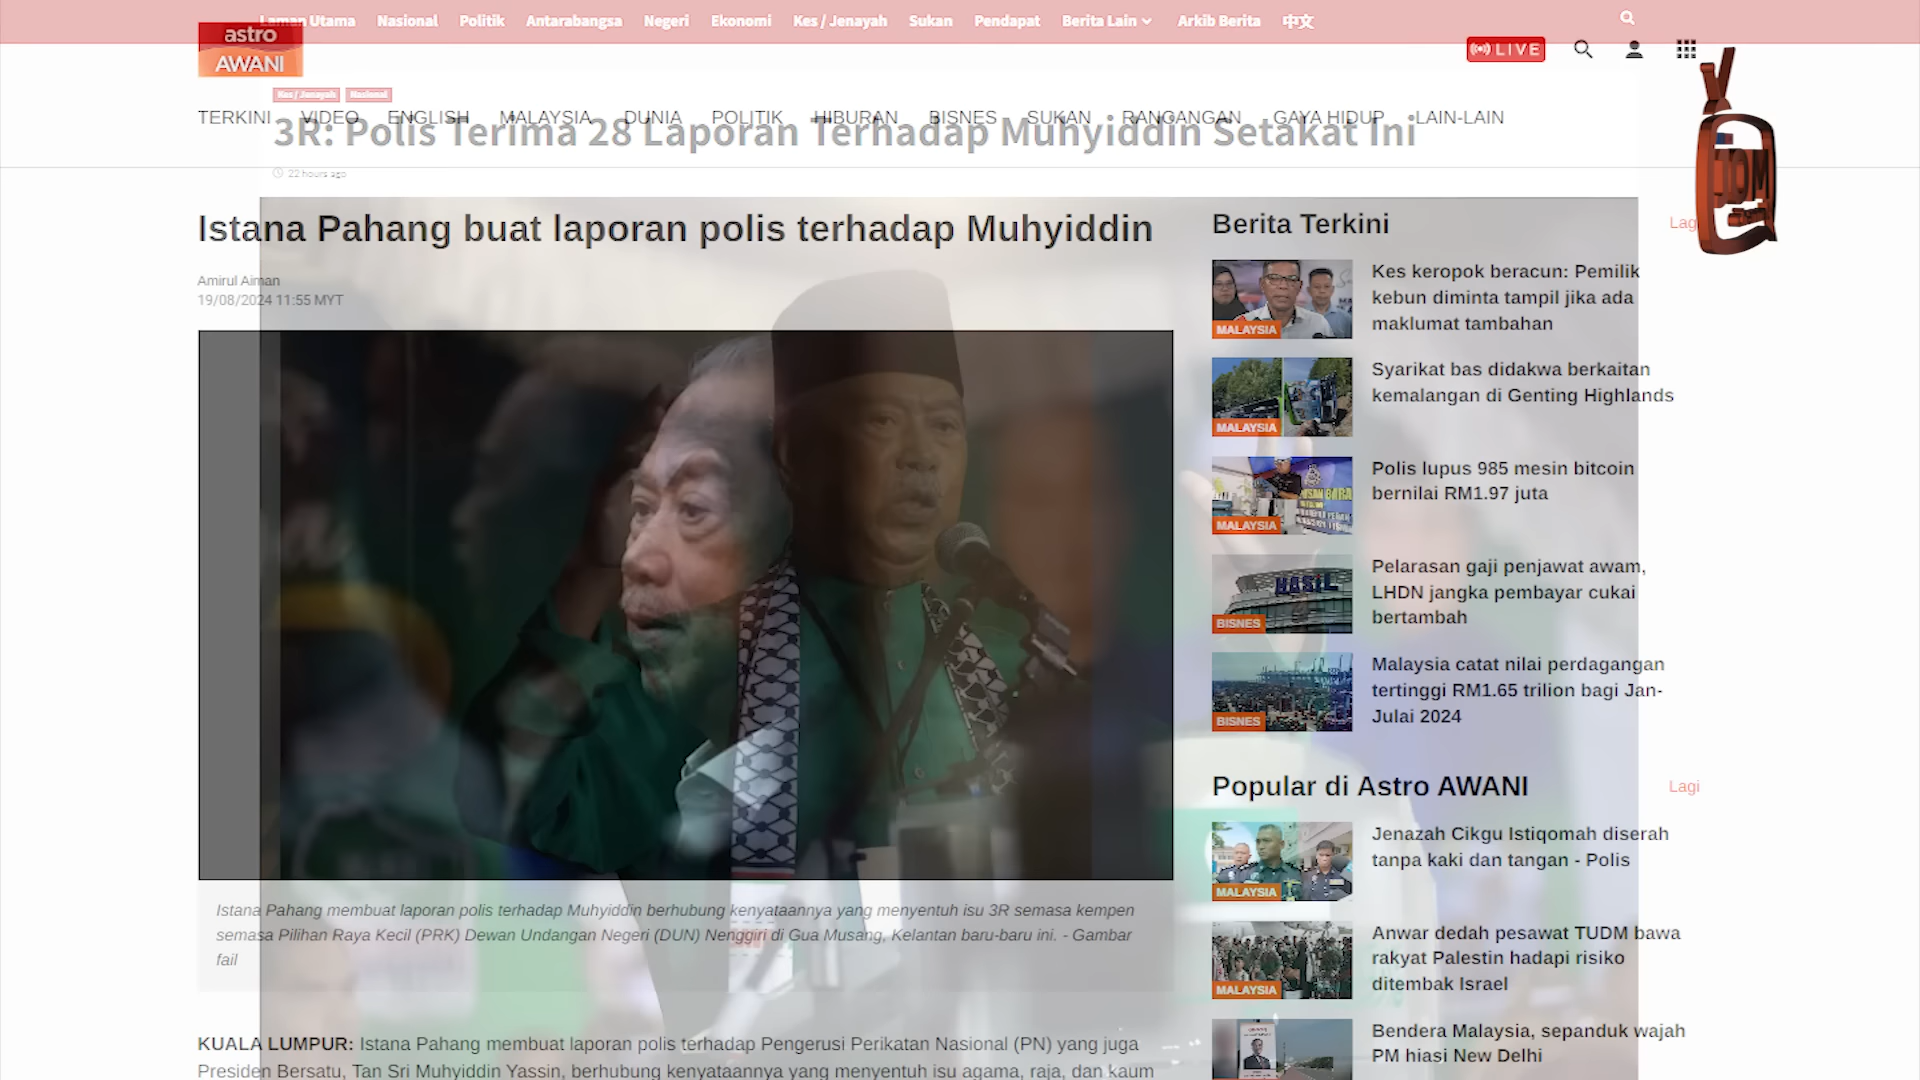 Laman Utama Nasional Politik Antarabangsa Negeri Ekonomi Kes / Jenayah Sukan Pendapat Berita Lain Arkib Berita 中文
astro
AWANI
LIVE
Kes / Jenayah Nasional
TERKINI VIDEO ENGLISH MALAYSIA DUNIA POLITIK HIBURAN BISNES SUKAN RANGANGAN GAYA HIDUP LAIN-LAIN
3R: Polis Terima 28 Laporan Terhadap Muhyiddin Setakat Ini
22 hours ago
Istana Pahang buat laporan polis terhadap Muhyiddin
Amirul Aiman
19/08/2024 11:55 MYT
Istana Pahang membuat laporan polis terhadap Muhyiddin berhubung kenyataannya yang menyentuh isu 3R semasa kempen
semasa Pilihan Raya Kecil (PRK) Dewan Undangan Negeri (DUN) Nenggiri di Gua Musang, Kelantan baru-baru ini. - Gambar
fail
KUALA LUMPUR: Istana Pahang membuat laporan polis terhadap Pengerusi Perikatan Nasional (PN) yang juga
Presiden Bersatu, Tan Sri Muhyiddin Yassin, berhubung kenyataannya yang menyentuh isu agama, raja, dan kaum
Berita Terkini
Lagi
Kes keropok beracun: Pemilik
kebun diminta tampil jika ada
maklumat tambahan
MALAYSIA
Syarikat bas didakwa berkaitan
kemalangan di Genting Highlands
MALAYSIA
Polis lupus 985 mesin bitcoin
bernilai RM1.97 juta
MALAYSIA
Pelarasan gaji penjawat awam,
LHDN jangka pembayar cukai
bertambah
HASIL
BISNES
Malaysia catat nilai perdagangan
tertinggi RM1.65 trilion bagi Jan-
Julai 2024
BISNES
Popular di Astro AWANI
Lagi
Jenazah Cikgu Istiqomah diserah
tanpa kaki dan tangan - Polis
MALAYSIA
Anwar dedah pesawat TUDM bawa
rakyat Palestin hadapi risiko
ditembak Israel
MALAYSIA
Bendera Malaysia, sepanduk wajah
PM hiasi New Delhi